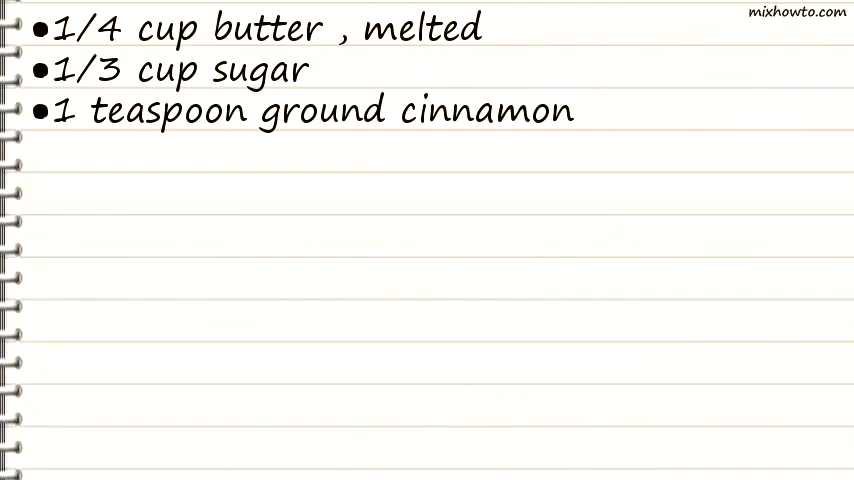 mixhowto.com
•1/4 cup butter , melted
•1/3 cup sugar
•1 teaspoon ground cinnamon